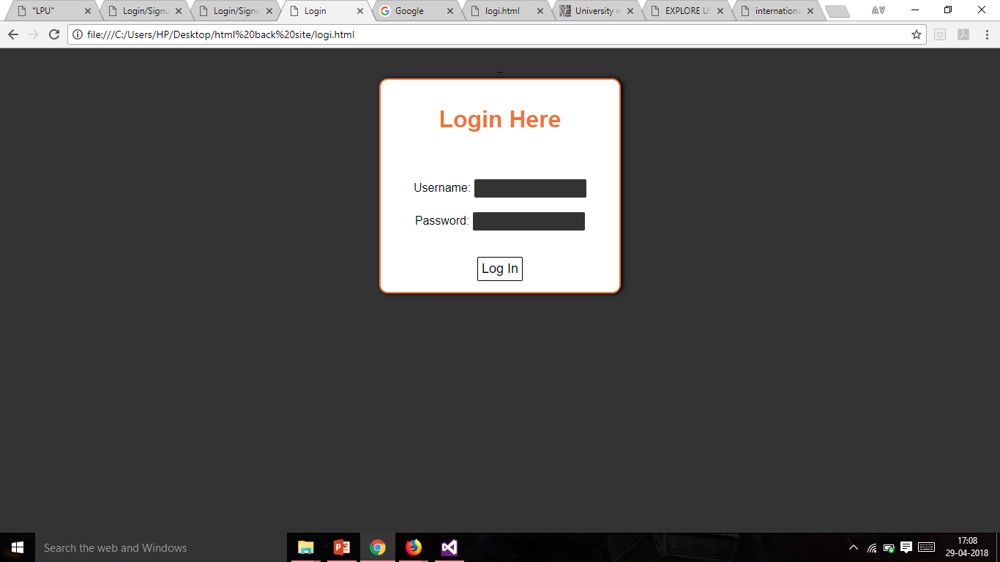 "LPU"
Login/Signu
Login/Signu
Login
Google
logi.html
University w
EXPLORE U
internationa
AY
file:///C:/Users/HP/Desktop/html%20back%20site/logi.html
~
Login Here
Username:
Password:
Log In
Search the web and Windows
17:08
29-04-2018